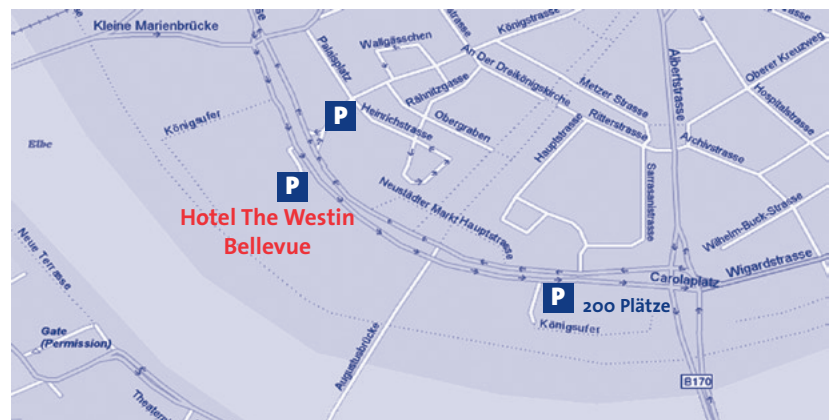 Kleine Marienbrücke
Palaisplatz
Wallgässchen
Königstrasse
An Der Dreikönigskirche
Albertstrasse
Oberer Kreuzweg
Rähnitzgasse
Metzer Strasse
Hospitalstrasse
Königsufer
P
Heinrichstrasse
Obergraben
Hauptstrasse
Ritterstrasse
Archivstrasse
Elbe
P
Hotel The Westin
Bellevue
Neustädter Markt
Hauptstrasse
Sarrasanistrasse
Wilhelm-Buck-Strasse
Neue Terrasse
Carolaplatz
Wigardstrasse
P
200 Plätze
Königsufer
Gate
(Permission)
Augustusbrücke
B170